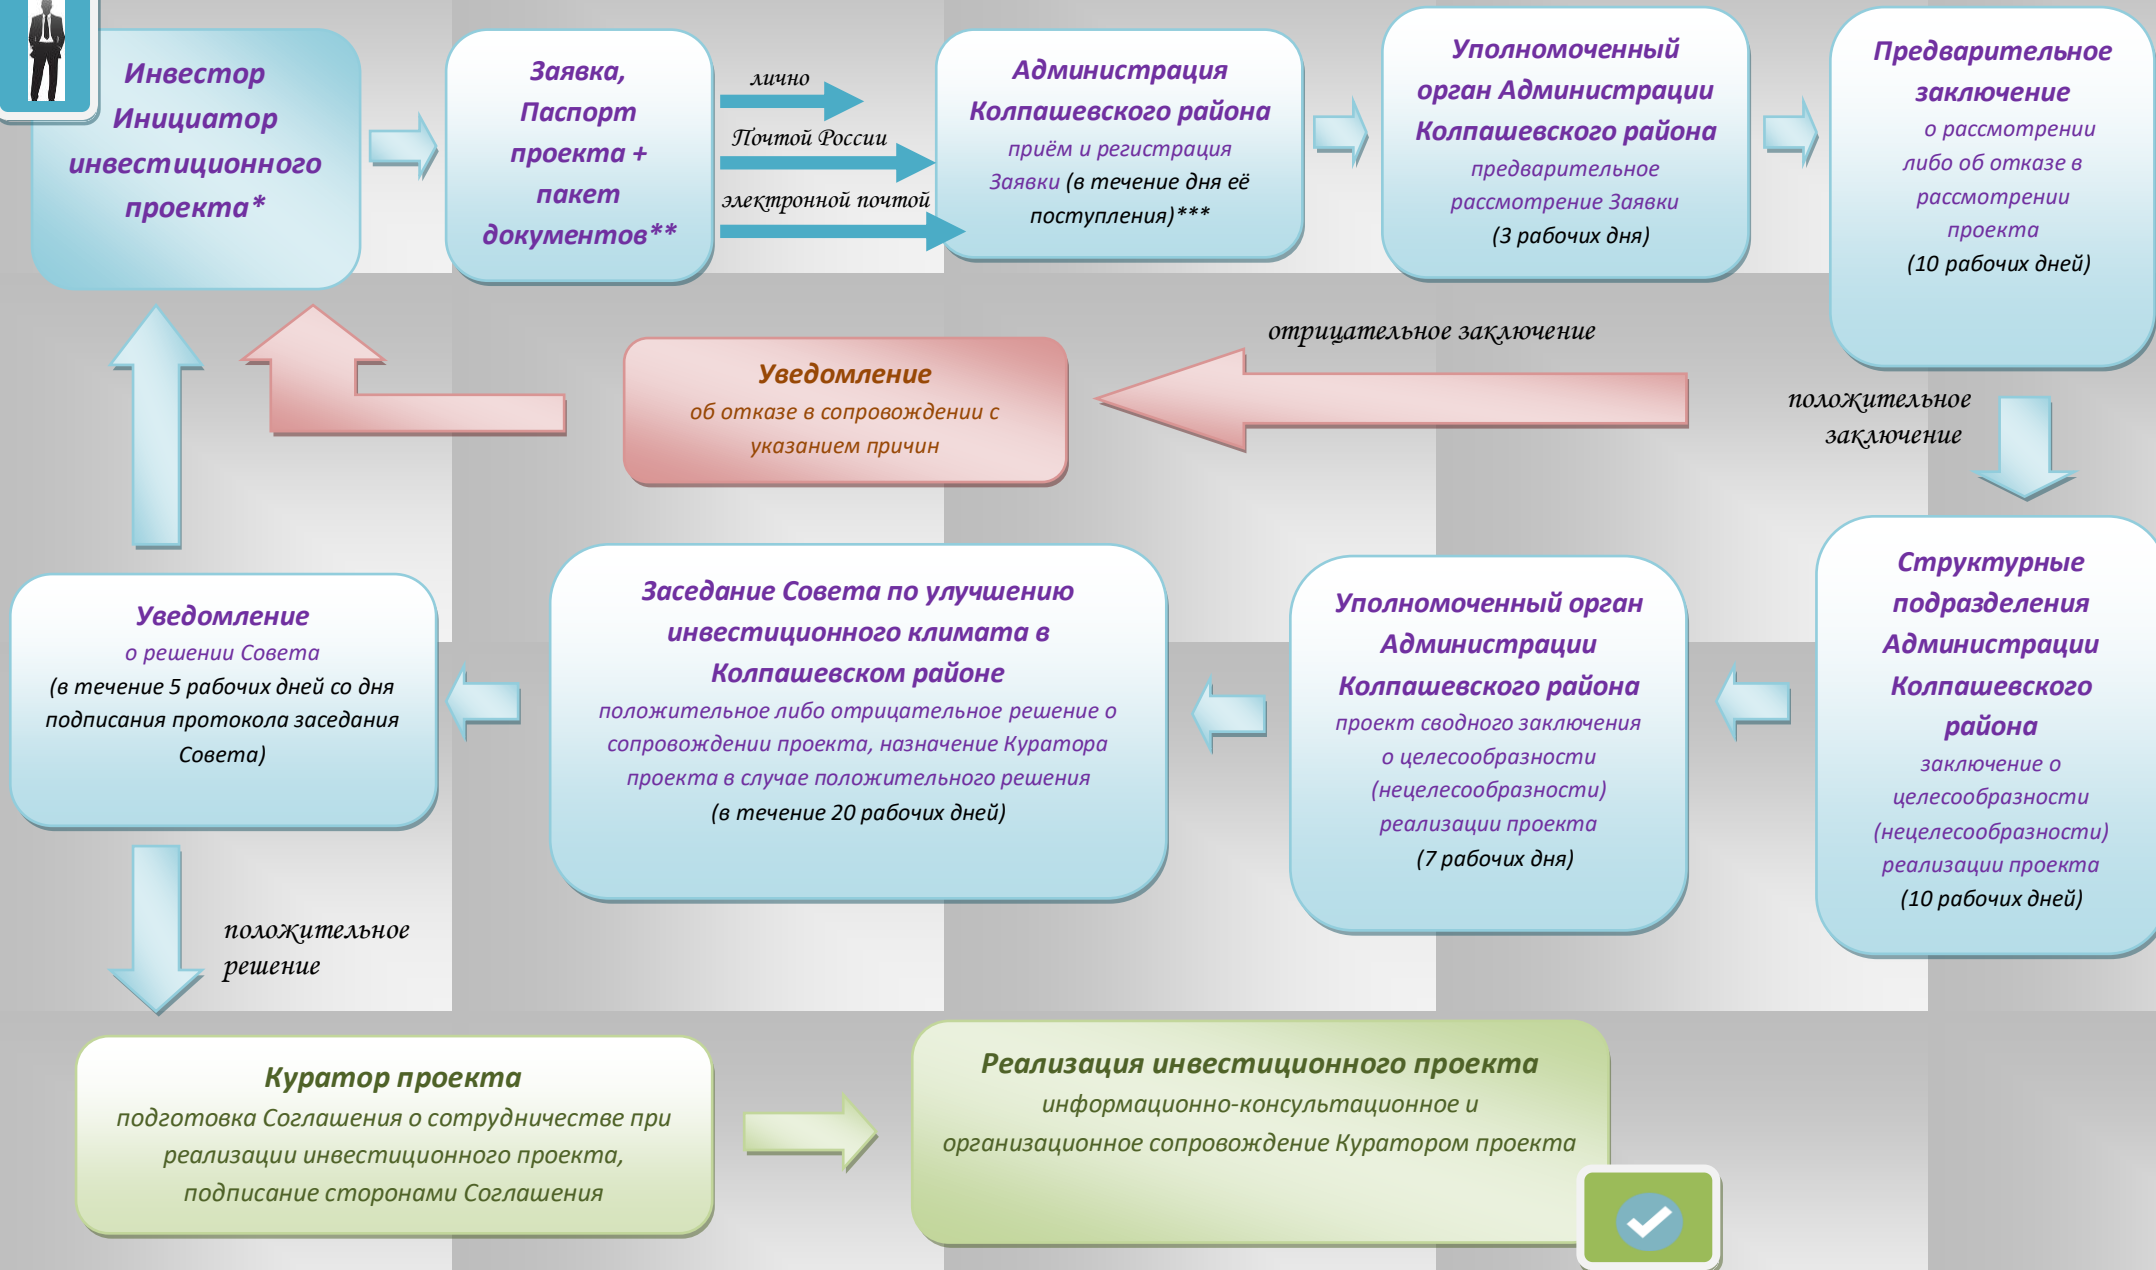 Инвестор
Инициатор
инвестиционного
проекта*
Заявка,
Паспорт
проекта +
пакет
документов**
лично
Почтой России
электронной почтой
Администрация
Колпашевского района
приём и регистрация
Заявки (в течение дня её
поступления)***
Уполномоченный
орган Администрации
Колпашевского района
предварительное
рассмотрение Заявки
(3 рабочих дня)
Предварительное
заключение
о рассмотрении
либо об отказе в
рассмотрении
проекта
(10 рабочих дней)
отрицательное заключение
Уведомление
об отказе в сопровождении с
указанием причин
положительное
заключение
Структурные
подразделения
Администрации
Колпашевского
района
заключение о
целесообразности
(нецелесообразности)
реализации проекта
(10 рабочих дней)
Уполномоченный орган
Администрации
Колпашевского района
проект сводного заключения
о целесообразности
(нецелесообразности)
реализации проекта
(7 рабочих дня)
Заседание Совета по улучшению
инвестиционного климата в
Колпашевском районе
положительное либо отрицательное решение о
сопровождении проекта, назначение Куратора
проекта в случае положительного решения
(в течение 20 рабочих дней)
Уведомление
о решении Совета
(в течение 5 рабочих дней со дня
подписания протокола заседания
Совета)
положительное
решение
Куратор проекта
подготовка Соглашения о сотрудничестве при
реализации инвестиционного проекта,
подписание сторонами Соглашения
Реализация инвестиционного проекта
информационно-консультационное и
организационное сопровождение Куратором проекта